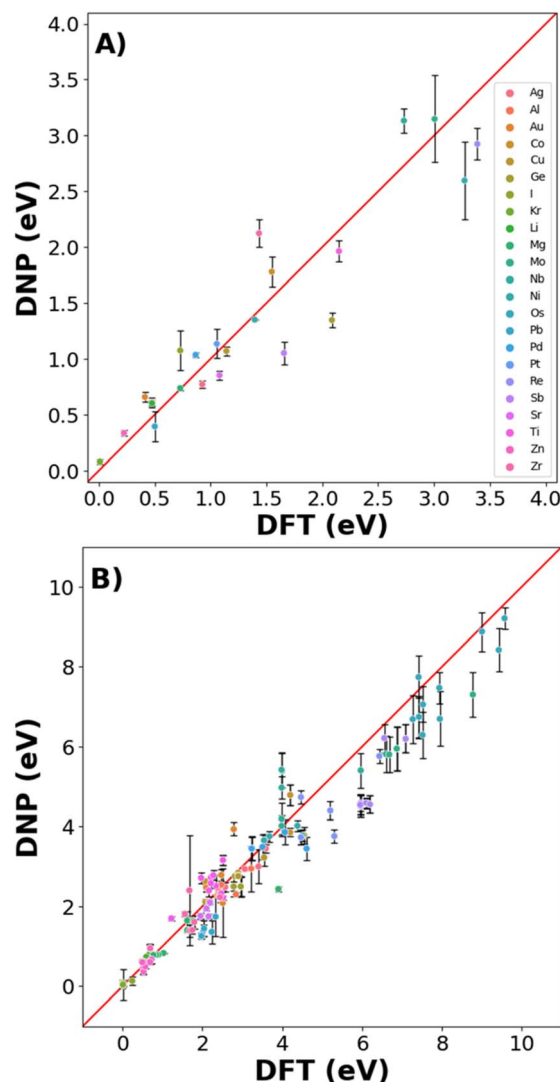 A)
4.0
3.5
3.0
2.5
2.0
1.5
1.0
0.5
0.0
DNP (eV)
Ag
Al
Au
Co
Cu
Ge
I
Kr
Li
Mg
Mo
Nb
Ni
Os
Pb
Pd
Pt
Re
Sb
Sr
Ti
Zn
Zr
0.0 0.5 1.0 1.5 2.0 2.5 3.0 3.5 4.0
DFT (eV)
B)
10
8
6
4
2
0
DNP (eV)
0 2 4 6 8 10
DFT (eV)